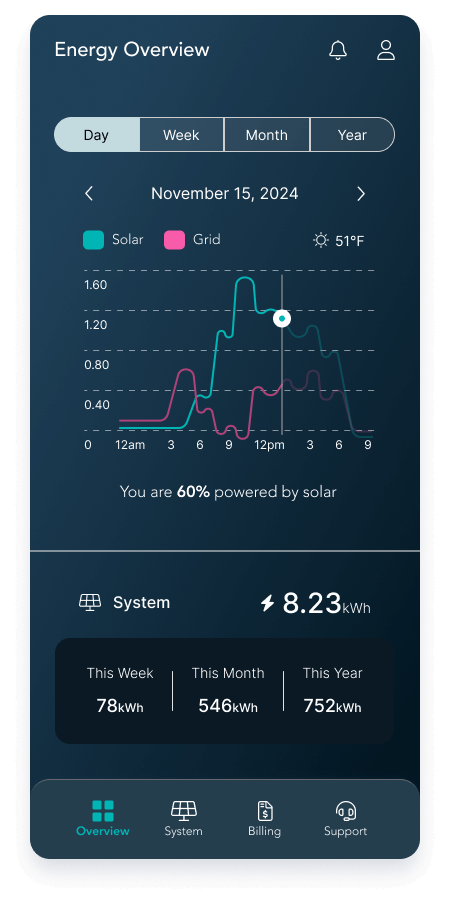 Energy Overview
Day Week Month Year
November 15, 2024
Solar Grid 51°F
1.60
1.20
0.80
0.40
0 12am 3 6 9 12pm 3 6 9
You are 60% powered by solar
System 8.23kWh
This Week This Month This Year
78kWh 546kWh 752kWh
Overview System Billing Support